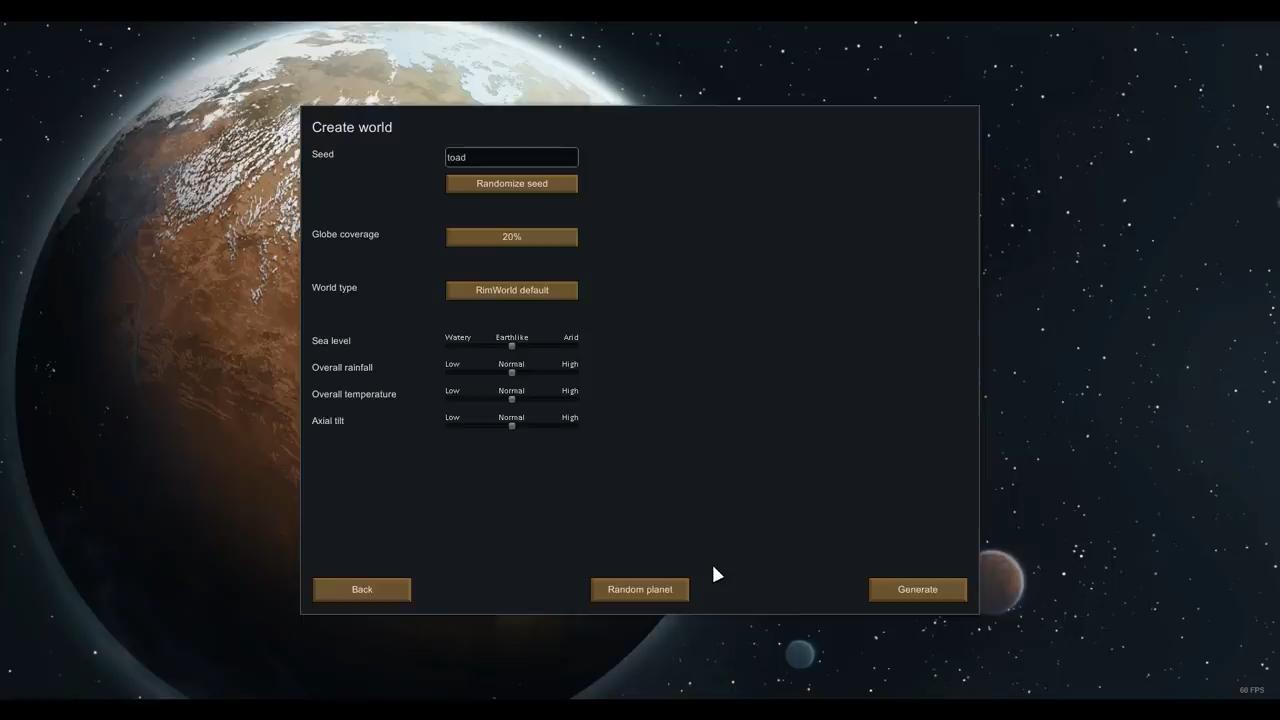 Create world
Seed
toad
Randomize seed
Globe coverage
20%
World type
RimWorld default
Sea level
Watery Earthlike Arid
Overall rainfall
Low Normal High
Overall temperature
Low Normal High
Axial tilt
Low Normal High
Back
Random planet
Generate
60 FPS